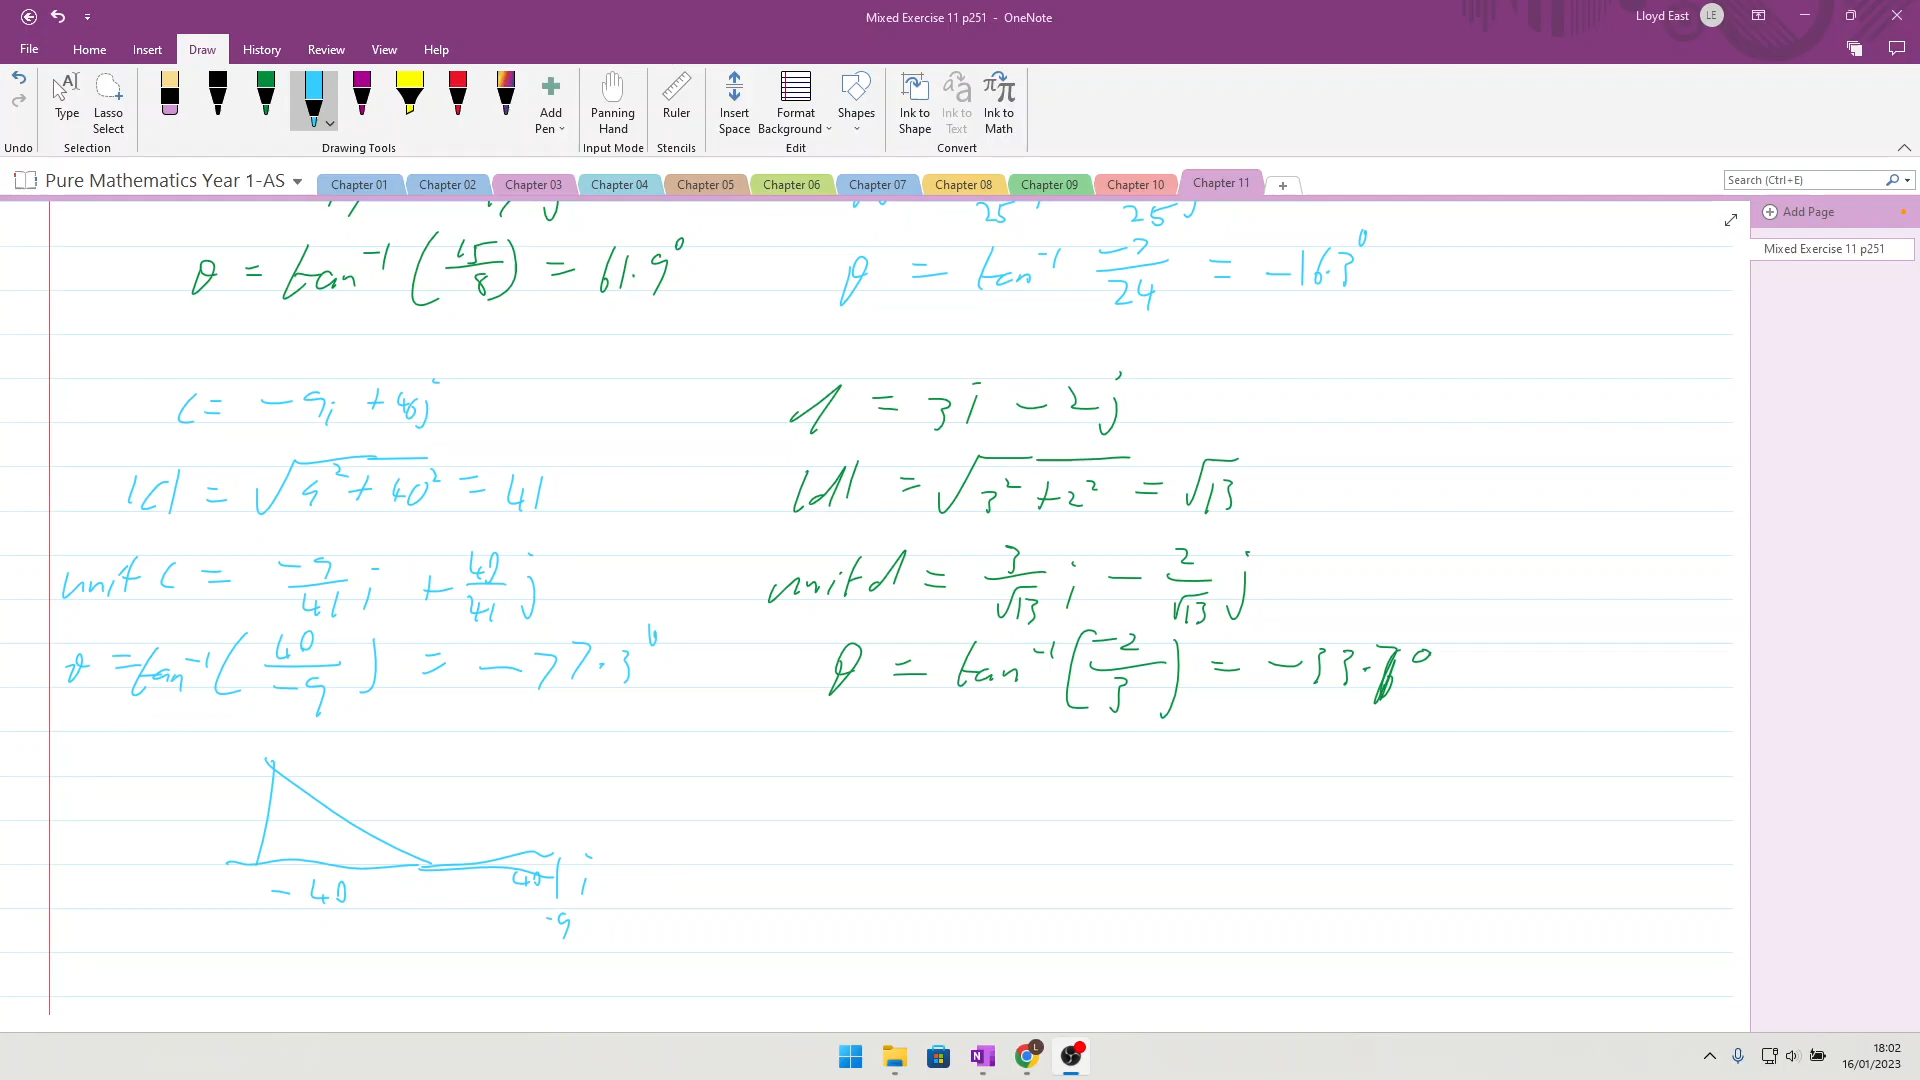 Mixed Exercise 11 p251 - OneNote
Lloyd East LE
File Home Insert Draw History Review View Help
Type Lasso Select Add Pen Panning Hand Ruler Insert Space Format Background Shapes Ink to Shape Ink to Text Ink to Math
Undo Selection Drawing Tools Input Mode Stencils Edit Convert
Pure Mathematics Year 1-AS Chapter 01 Chapter 02 Chapter 03 Chapter 04 Chapter 05 Chapter 06 Chapter 07 Chapter 08 Chapter 09 Chapter 10 Chapter 11 + Search (Ctrl+E)
Add Page
Mixed Exercise 11 p251
25 25 j
θ = tan⁻¹ (15/8) = 61.9°
θ = tan⁻¹ -7/24 = -16.3°
c = -9i + 40j
d = 3i - 2j
|c| = √9² + 40² = 41
|d| = √3² + 2² = √13
unit c = -9/41 i + 40/41 j
unit d = 3/√13 i - 2/√13 j
θ = tan⁻¹ (40/-9) = -77.3°
θ = tan⁻¹ (-2/3) = -33.7°
- 40
40 i
-9
18:02
16/01/2023